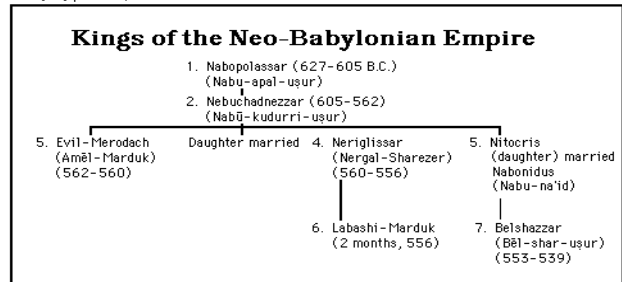 Kings of the Neo-Babylonian Empire
1. Nabopolassar (627-605 B.C.)
(Nabu-apal-uṣur)
2. Nebuchadnezzar (605-562)
(Nabū-kudurri-uṣur)
5. Evil-Merodach
(Amēl-Marduk)
(562-560)
Daughter married
4. Neriglissar
(Nergal-Sharezer)
(560-556)
5. Nitocris
(daughter) married
Nabonidus
(Nabu-na'id)
6. Labashi-Marduk
(2 months, 556)
7. Belshazzar
(Bēl-shar-uṣur)
(553-539)